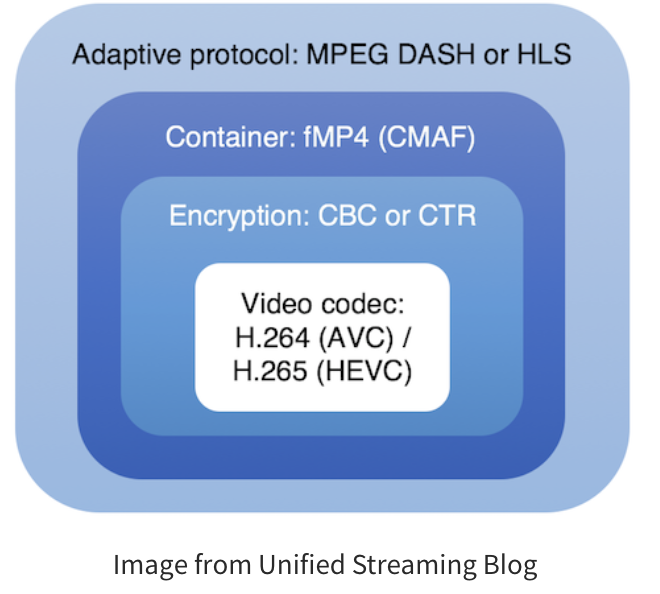 Adaptive protocol: MPEG DASH or HLS
Container: fMP4 (CMAF)
Encryption: CBC or CTR
Video codec:
H.264 (AVC) /
H.265 (HEVC)
Image from Unified Streaming Blog